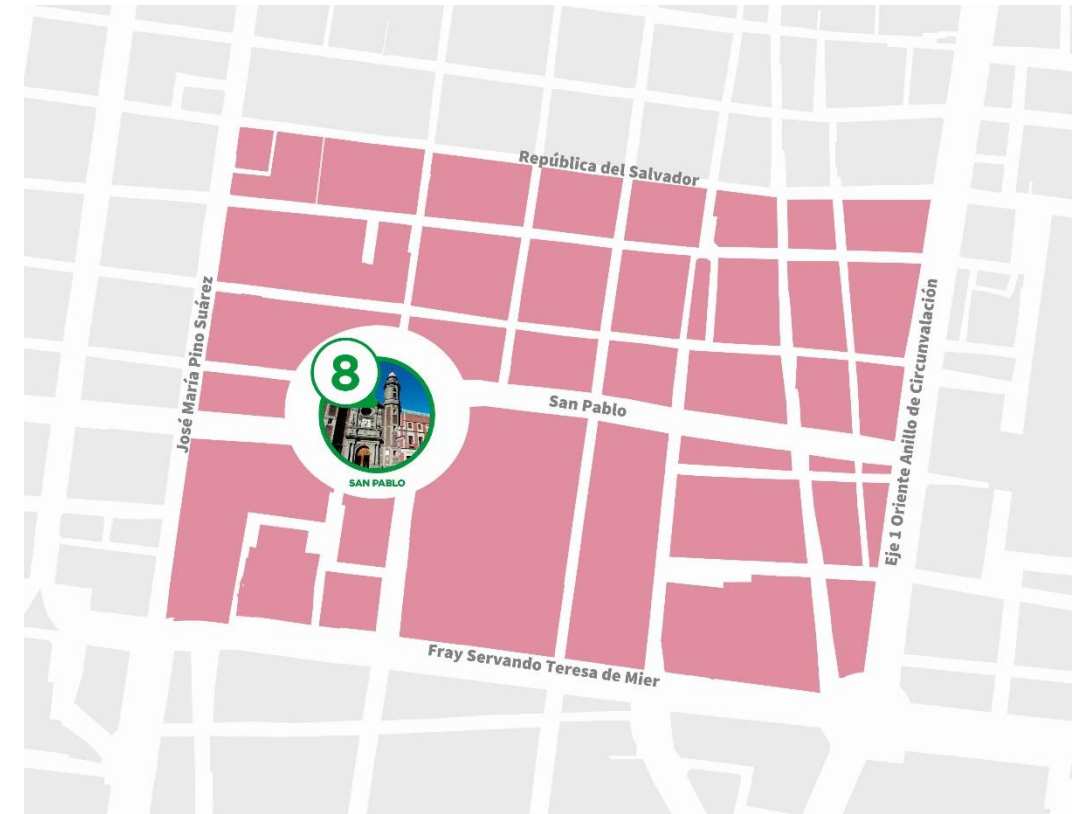 República del Salvador
José María Pino Suárez
8
San Pablo
SAN PABLO
Eje 1 Oriente Anillo de Circunvalación
Fray Servando Teresa de Mier